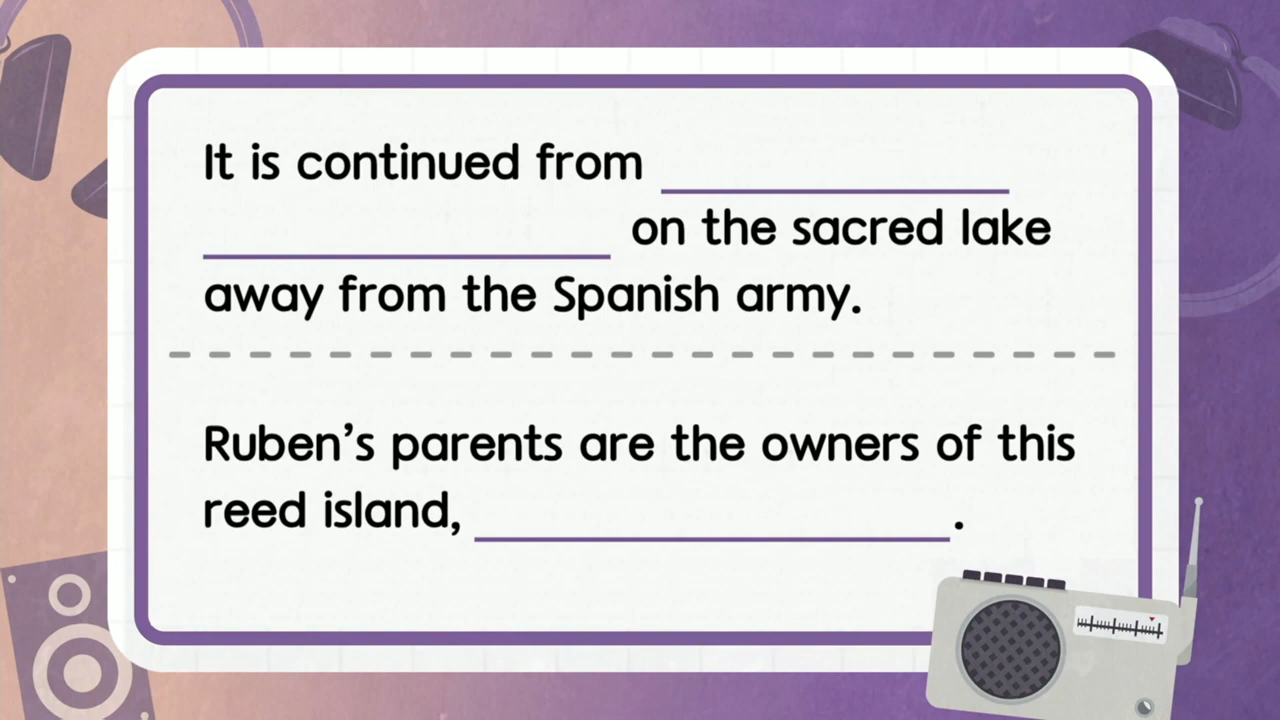 It is continued from
on the sacred lake
away from the Spanish army.
Ruben's parents are the owners of this
reed island, .